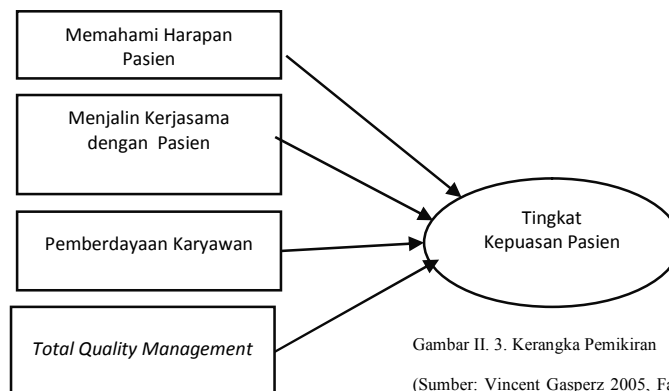 Memahami Harapan
Pasien
Menjalin Kerjasama
dengan Pasien
Pemberdayaan Karyawan
Total Quality Management
Tingkat
Kepuasan Pasien
Gambar II. 3. Kerangka Pemikiran
(Sumber: Vincent Gasperz 2005,